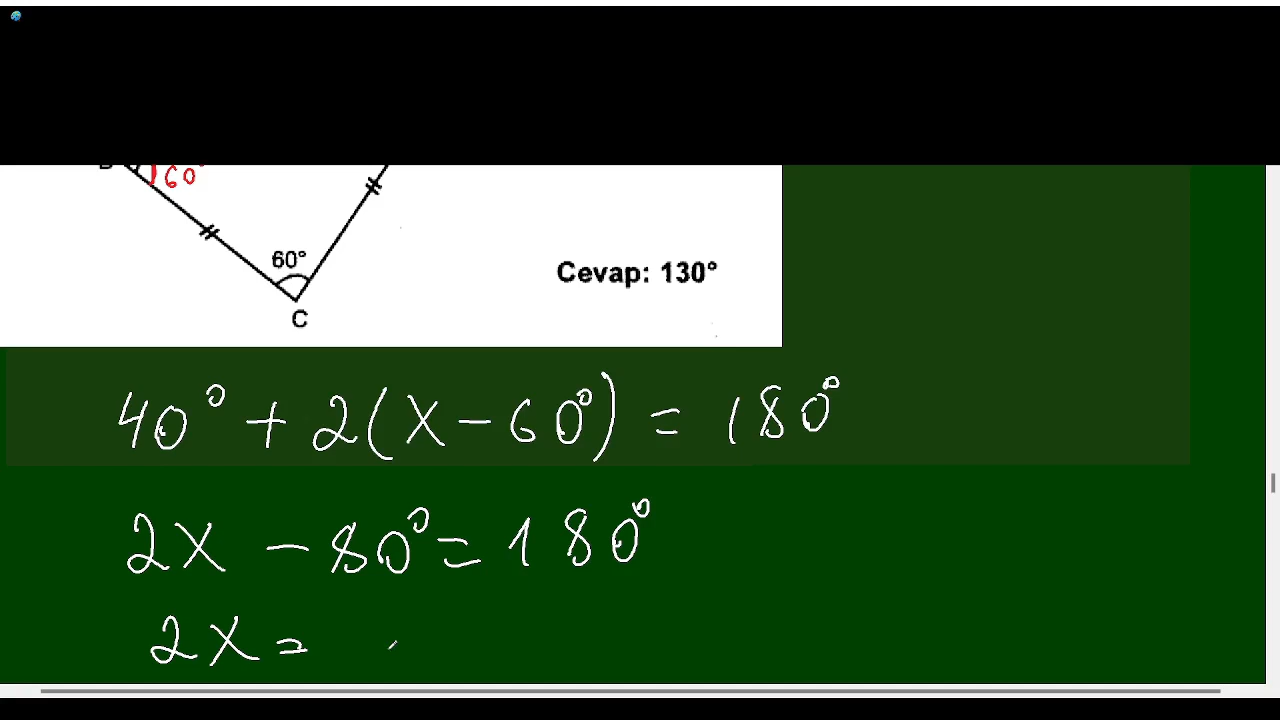 60°
60°
C
Cevap: 130°
40° + 2(x - 60°) = 180°
2x - 80° = 180°
2x =